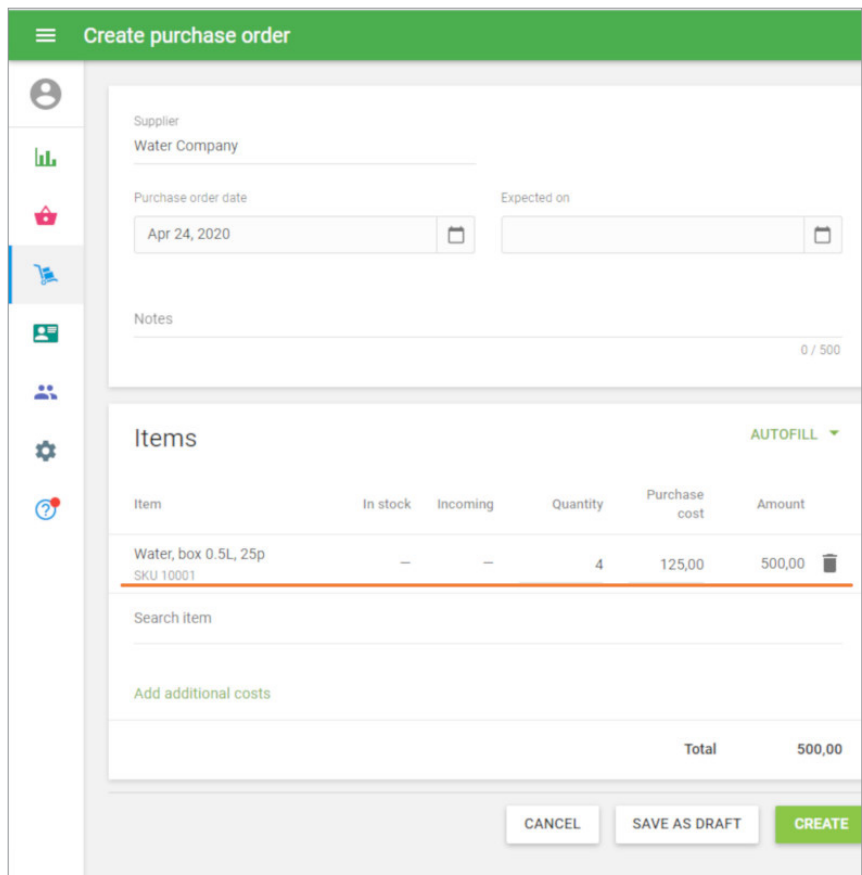 Create purchase order
Supplier
Water Company
Purchase order date
Expected on
Apr 24, 2020
Notes
0 / 500
Items
AUTOFILL
Item In stock Incoming Quantity Purchase cost Amount
Water, box 0.5L, 25p — — 4 125,00 500,00
SKU 10001
Search item
Add additional costs
Total 500,00
CANCEL SAVE AS DRAFT CREATE